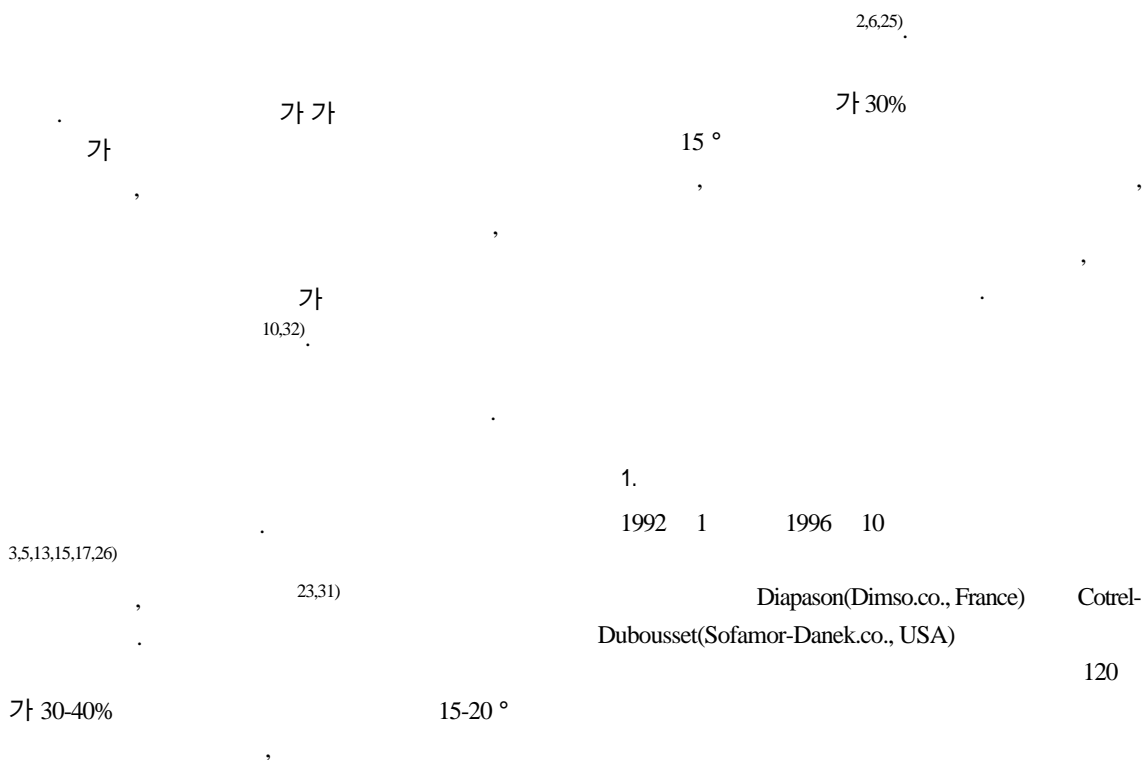 .
가 가
가
,
,
가
10,32).
.
.
3,5,13,15,17,26)
, 23,31)
.
가 30-40% 15-20 °
,
2,6,25).
가 30%
15 °
, ,
,
.
1.
1992 1 1996 10
Diapason(Dimso.co., France) Cotrel-
Dubousset(Sofamor-Danek.co., USA)
120